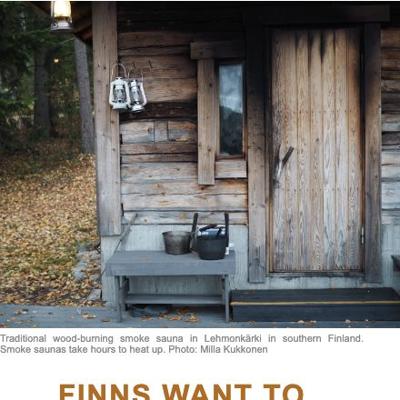 Traditional wood-burning smoke sauna in Lehmonkärki in southern Finland.
Smoke saunas take hours to heat up. Photo: Milla Kukkonen
FINNS WANT TO